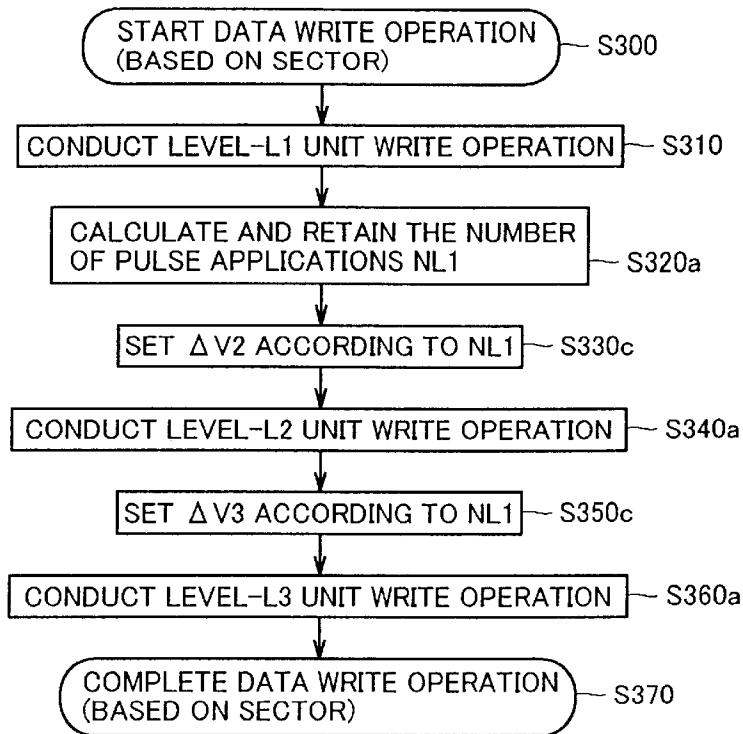 START DATA WRITE OPERATION
(BASED ON SECTOR)
S300
CONDUCT LEVEL-L1 UNIT WRITE OPERATION
S310
CALCULATE AND RETAIN THE NUMBER
OF PULSE APPLICATIONS NL1
S320a
SET ΔV2 ACCORDING TO NL1
S330c
CONDUCT LEVEL-L2 UNIT WRITE OPERATION
S340a
SET ΔV3 ACCORDING TO NL1
S350c
CONDUCT LEVEL-L3 UNIT WRITE OPERATION
S360a
COMPLETE DATA WRITE OPERATION
(BASED ON SECTOR)
S370